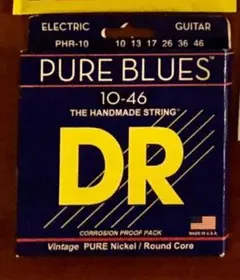 ELECTRIC GUITAR
PHR-10 10 13 17 26 36 46
PURE BLUES™
10-46
THE HANDMADE STRING™
DR
CORROSION PROOF PACK
MADE IN U.S.A.
Vintage PURE Nickel / Round Core